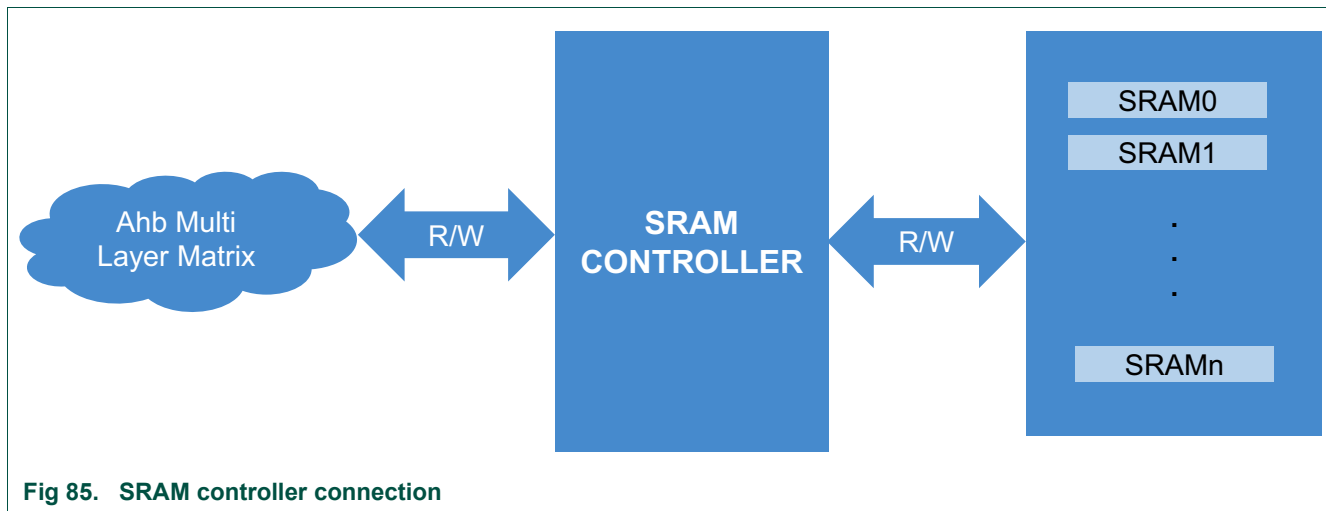 Ahb Multi
Layer Matrix
R/W
SRAM
CONTROLLER
R/W
SRAM0
SRAM1
.
.
.
SRAMn
Fig 85. SRAM controller connection